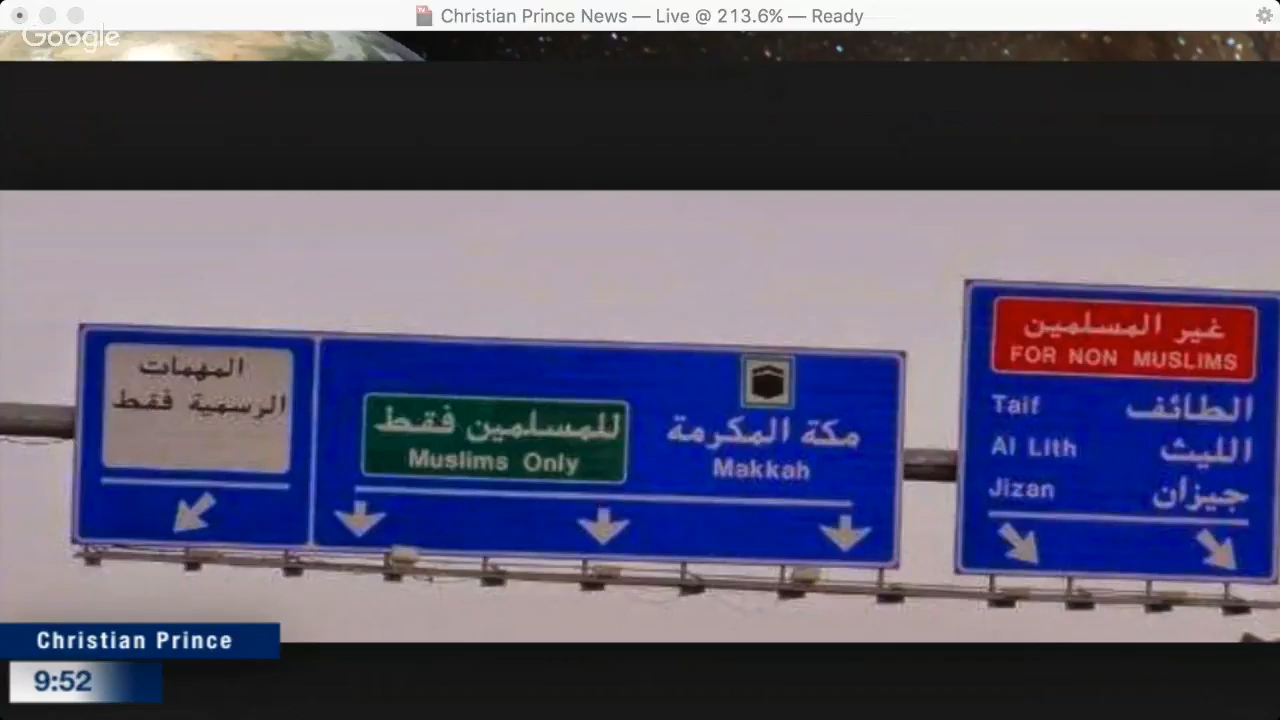 Christian Prince News — Live @ 213.6% — Ready
Google
المهمات
الرسمية فقط
للمسلمين فقط
Muslims Only
مكة المكرمة
Makkah
غير المسلمين
FOR NON MUSLIMS
Taif الطائف
Al Lith الليث
Jizan جيزان
Christian Prince
9:52